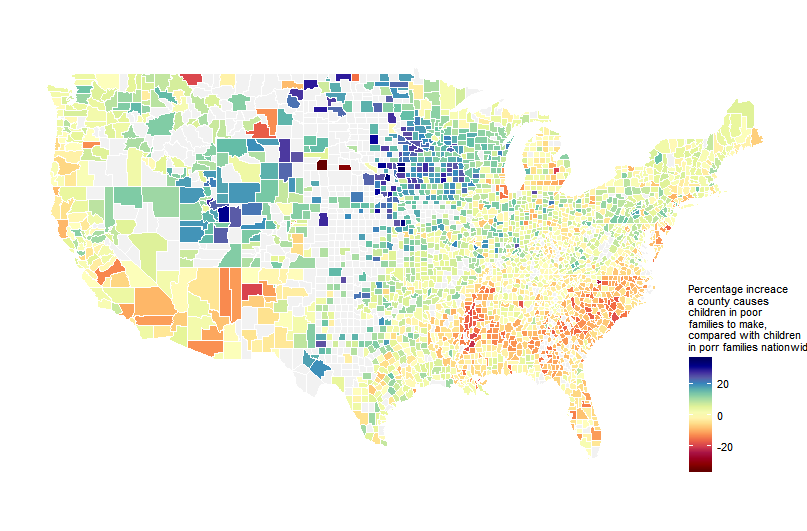 Percentage increace
a county causes
children in poor
families to make,
compared with children
in porr families nationwid
20
0
-20